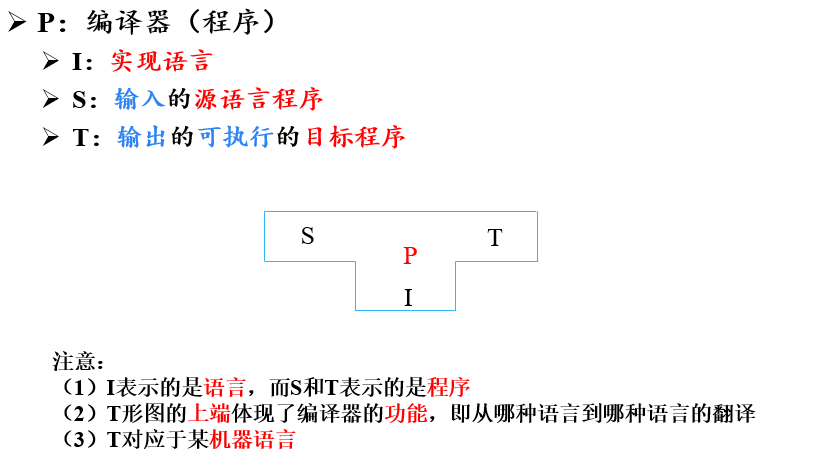 ➢ P：编译器（程序）
➢ I：实现语言
➢ S：输入的源语言程序
➢ T：输出的可执行的目标程序
S
T
P
I
注意：
（1）I表示的是语言，而S和T表示的是程序
（2）T形图的上端体现了编译器的功能，即从哪种语言到哪种语言的翻译
（3）T对应于某机器语言